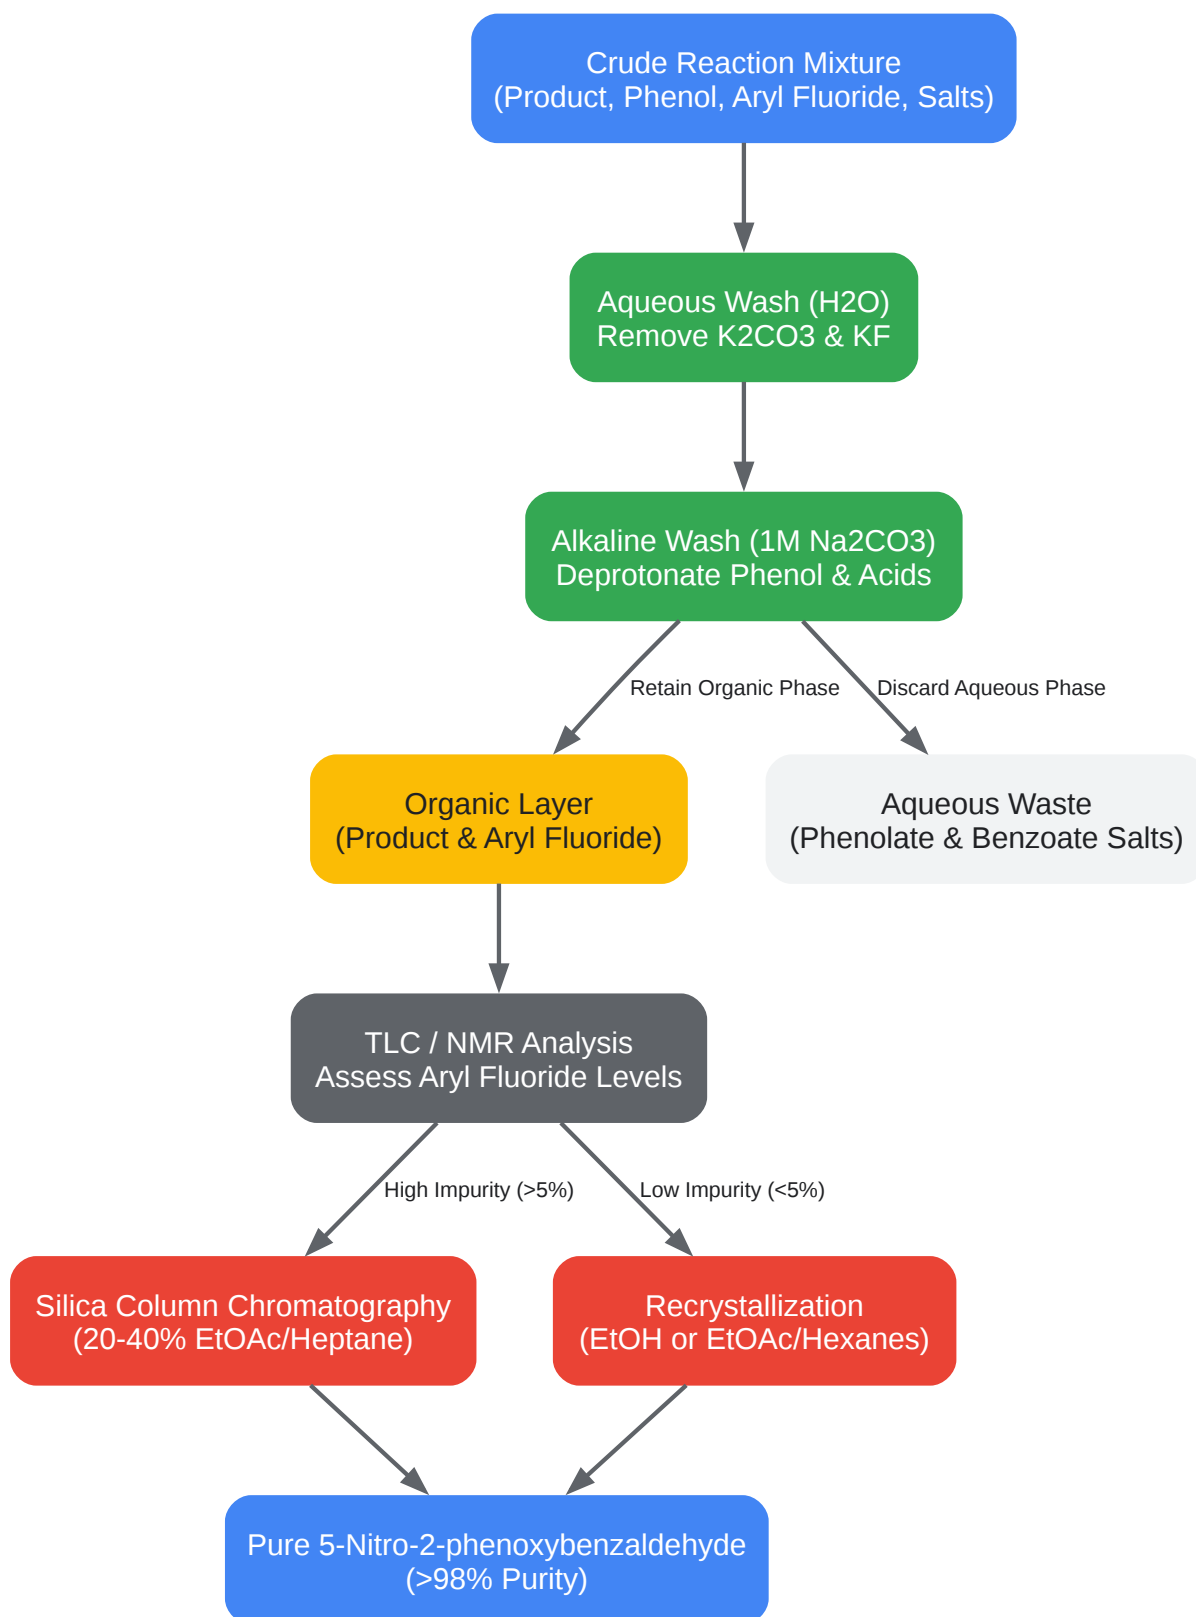 Crude Reaction Mixture
(Product, Phenol, Aryl Fluoride, Salts)
Aqueous Wash (H2O)
Remove K2CO3 & KF
Alkaline Wash (1M Na2CO3)
Deprotonate Phenol & Acids
Retain Organic Phase
Discard Aqueous Phase
Organic Layer
(Product & Aryl Fluoride)
Aqueous Waste
(Phenolate & Benzoate Salts)
TLC / NMR Analysis
Assess Aryl Fluoride Levels
High Impurity (>5%)
Low Impurity (<5%)
Silica Column Chromatography
(20-40% EtOAc/Heptane)
Recrystallization
(EtOH or EtOAc/Hexanes)
Pure 5-Nitro-2-phenoxybenzaldehyde
(>98% Purity)